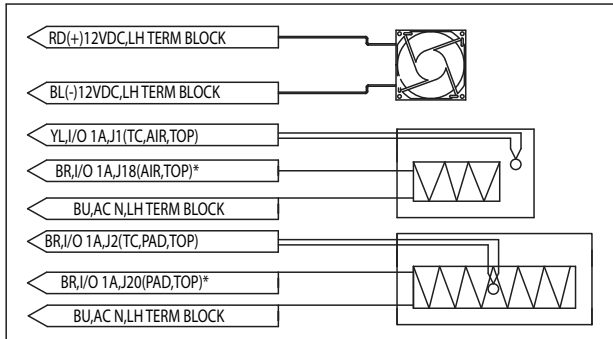 RD(+)12VDC,LH TERM BLOCK
BL(-)12VDC,LH TERM BLOCK
YL,I/O 1A,J1(TC,AIR,TOP)
BR,I/O 1A,J18(AIR,TOP)*
BU,AC N,LH TERM BLOCK
BR,I/O 1A,J2(TC,PAD,TOP)
BR,I/O 1A,J20(PAD,TOP)*
BU,AC N,LH TERM BLOCK